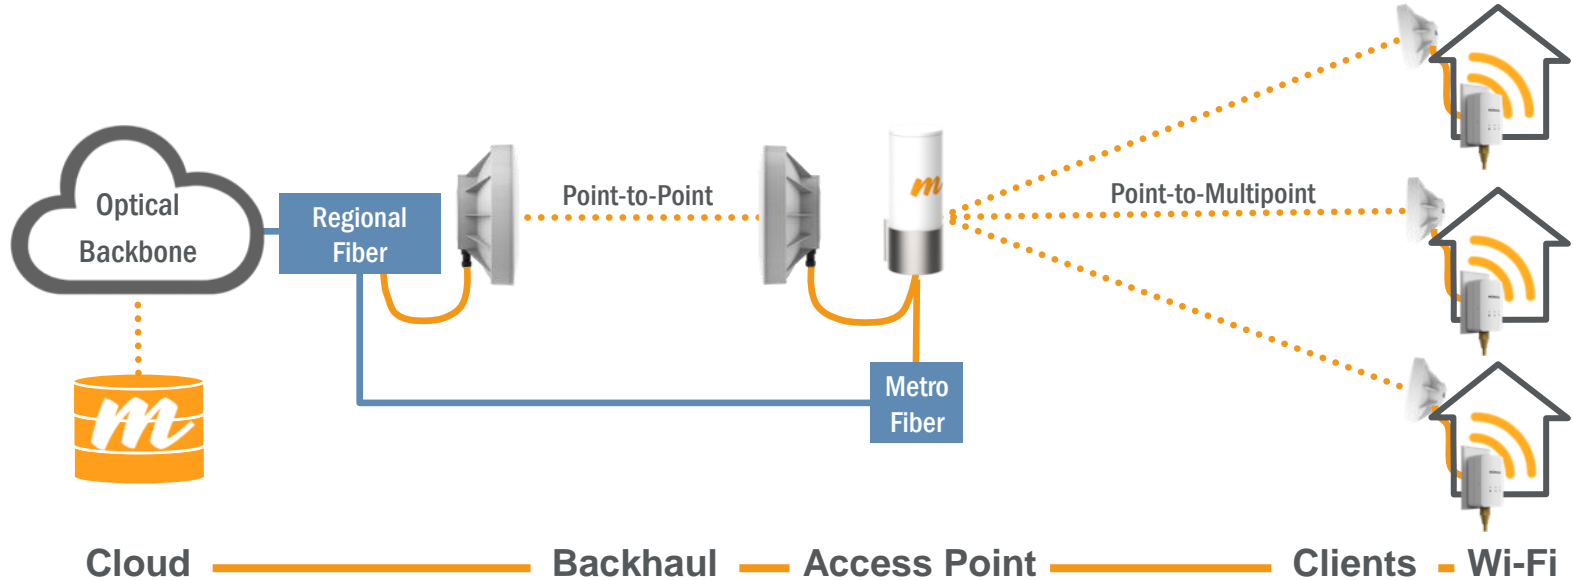 Optical
Backbone
Regional
Fiber
Point-to-Point
m
Point-to-Multipoint
Metro
Fiber
m
Cloud
Backhaul
Access Point
Clients
Wi-Fi